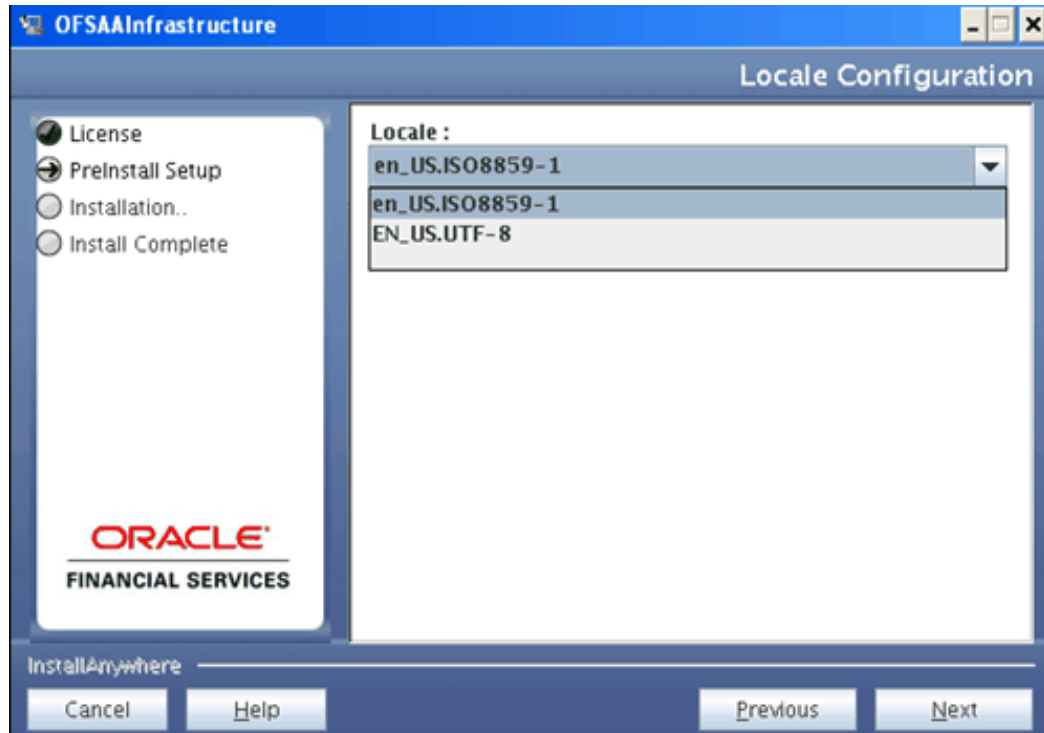 OFSAAInfrastructure
Locale Configuration
License
PreInstall Setup
Installation..
Install Complete
Locale :
en_US.ISO8859-1
en_US.ISO8859-1
EN_US.UTF-8
ORACLE
FINANCIAL SERVICES
InstallAnywhere
Cancel
Help
Previous
Next